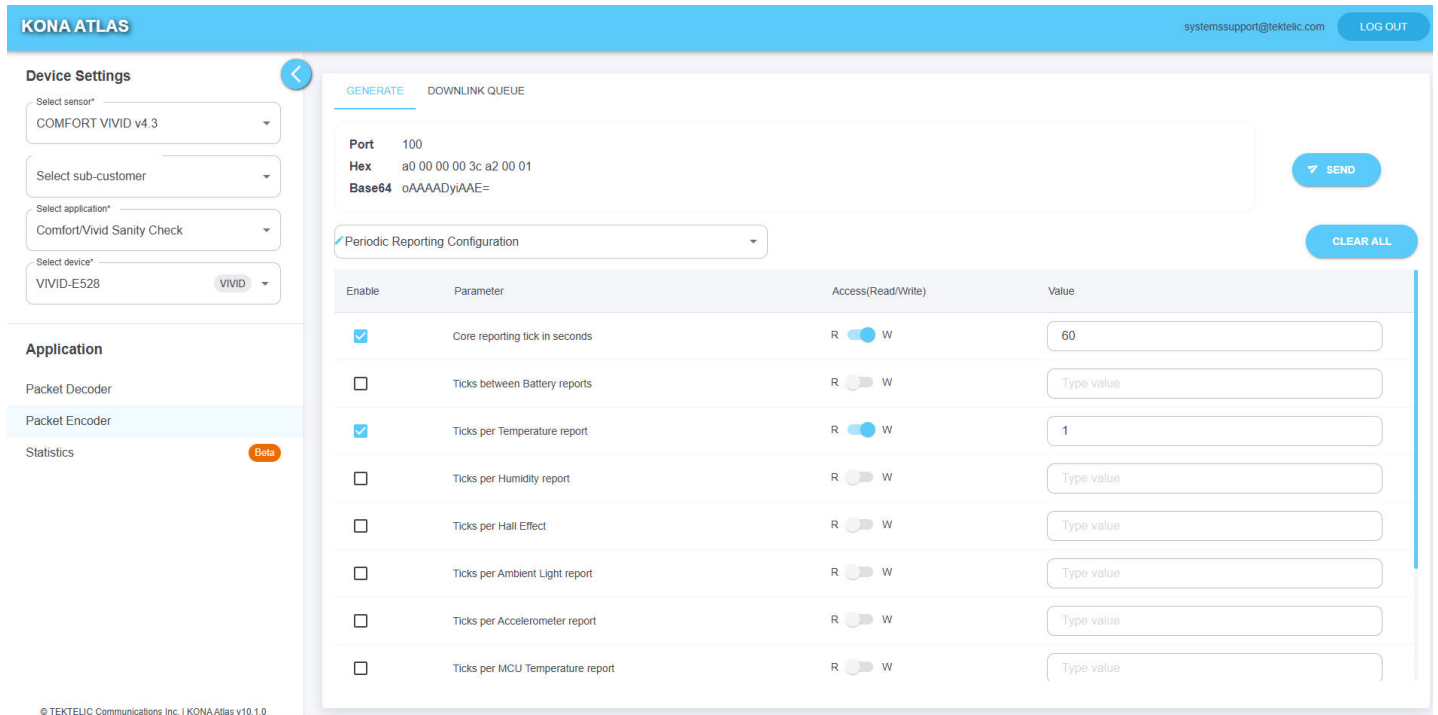 KONA ATLAS
systemssupport@tektelic.com
LOG OUT
Device Settings
Select sensor*
COMFORT VIVID v4.3
Select sub-customer
Select application*
Comfort/Vivid Sanity Check
Select device*
VIVID-E528 VIVID
Application
Packet Decoder
Packet Encoder
Statistics Beta
© TEKTELIC Communications Inc. | KONA Atlas v10.1.0
GENERATE DOWNLINK QUEUE
Port 100
Hex a0 00 00 00 3c a2 00 01
Base64 oAAAADyiAAE=
SEND
Periodic Reporting Configuration
CLEAR ALL
Enable Parameter Access(Read/Write) Value
Core reporting tick in seconds R W 60
Ticks between Battery reports R W Type value
Ticks per Temperature report R W 1
Ticks per Humidity report R W Type value
Ticks per Hall Effect R W Type value
Ticks per Ambient Light report R W Type value
Ticks per Accelerometer report R W Type value
Ticks per MCU Temperature report R W Type value